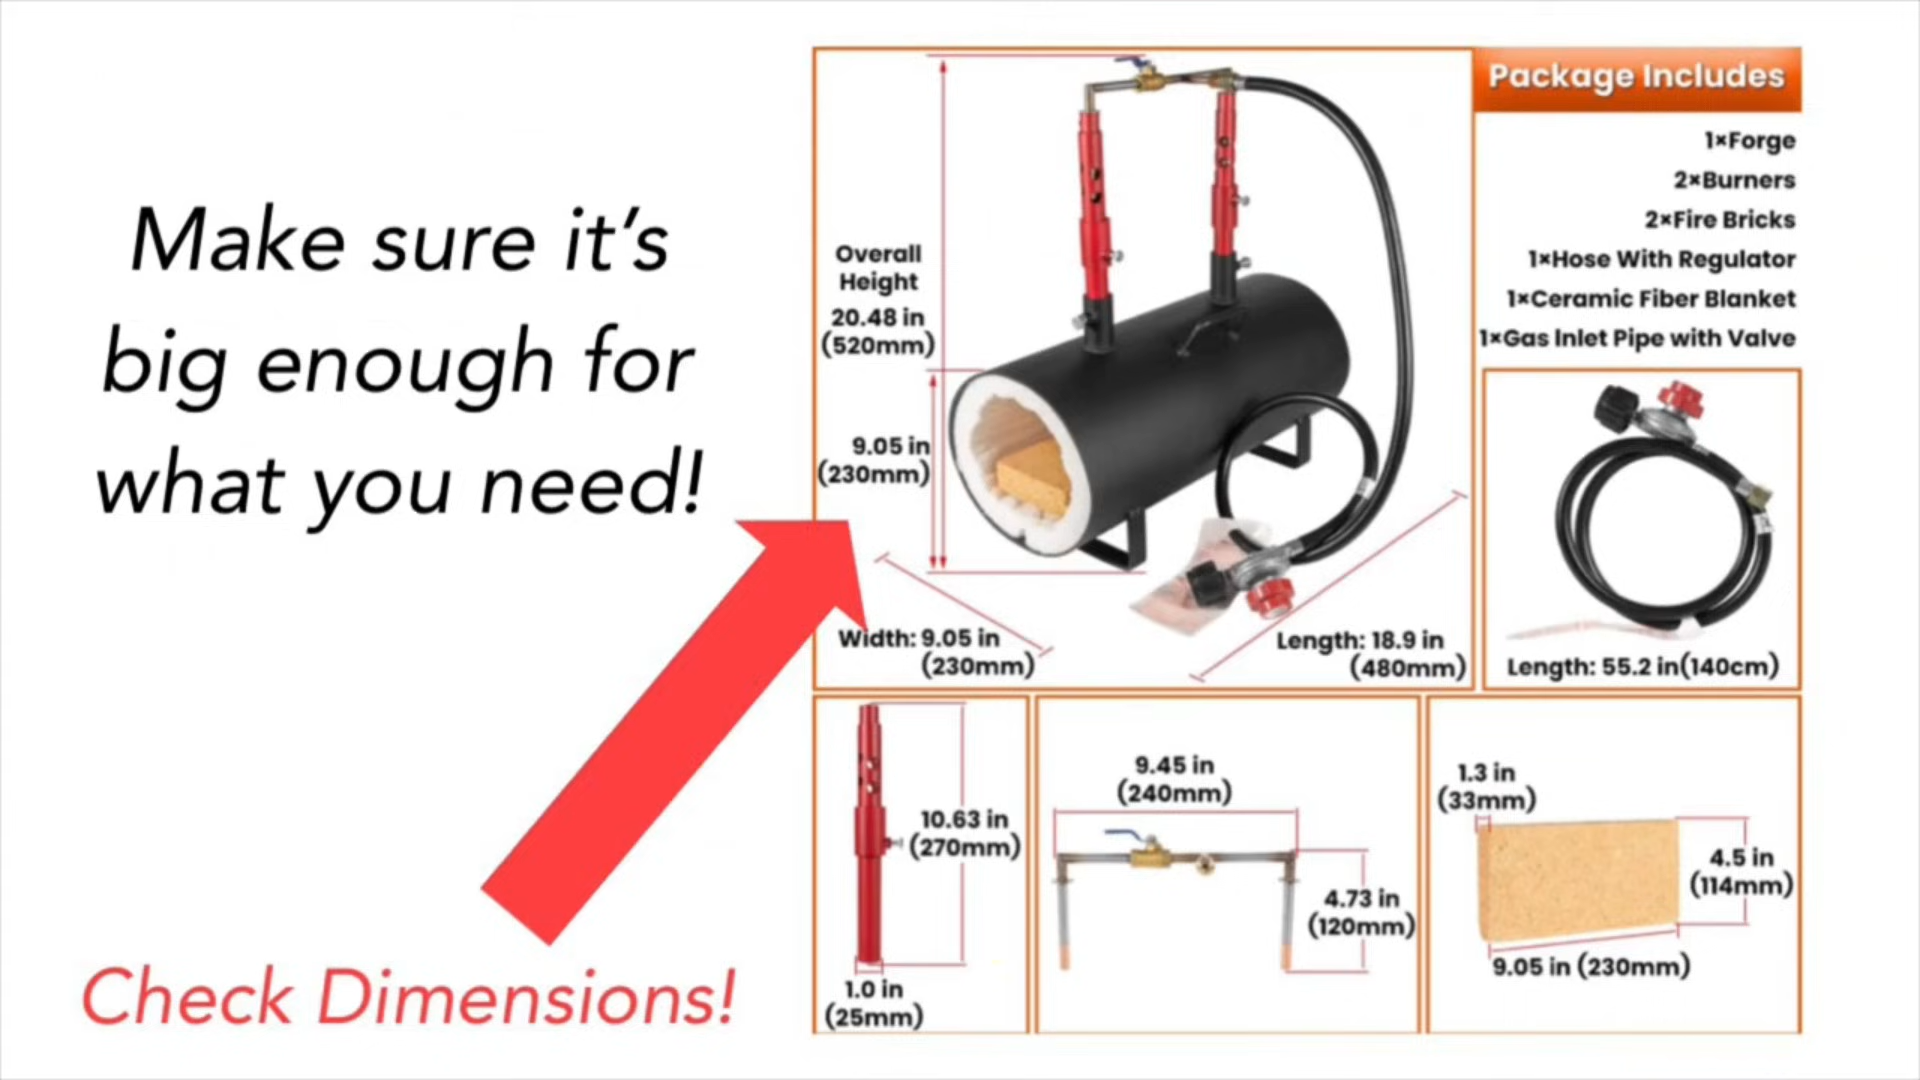 Make sure it's
big enough for
what you need!
Check Dimensions!
Overall
Height
20.48 in
(520mm)
9.05 in
(230mm)
Width: 9.05 in
(230mm)
Length: 18.9 in
(480mm)
Package Includes
1×Forge
2×Burners
2×Fire Bricks
1×Hose With Regulator
1×Ceramic Fiber Blanket
1×Gas Inlet Pipe with Valve
Length: 55.2 in(140cm)
10.63 in
(270mm)
1.0 in
(25mm)
9.45 in
(240mm)
4.73 in
(120mm)
1.3 in
(33mm)
4.5 in
(114mm)
9.05 in (230mm)